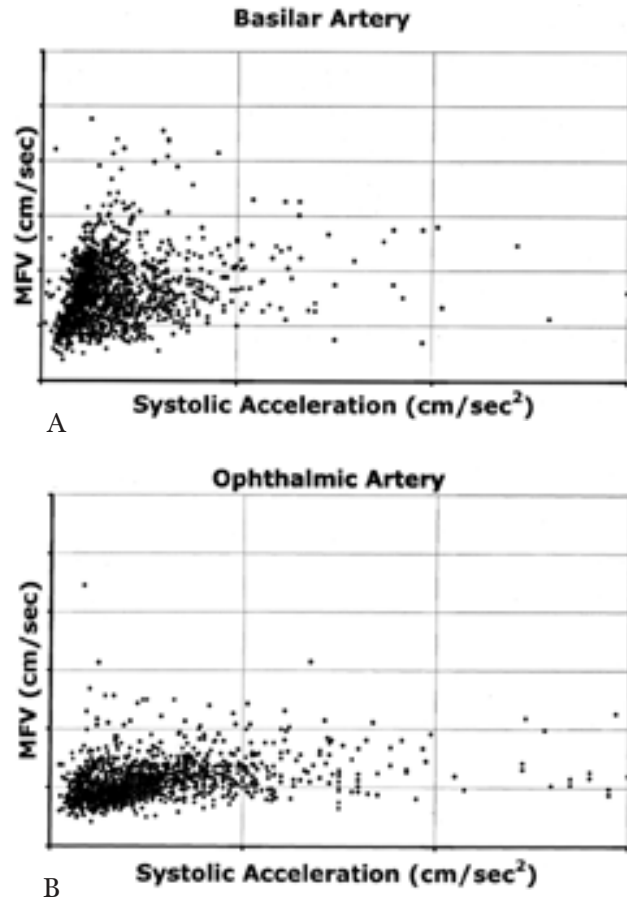 Basilar Artery
MFV (cm/sec)
Systolic Acceleration (cm/sec²)
A
Ophthalmic Artery
MFV (cm/sec)
Systolic Acceleration (cm/sec²)
B